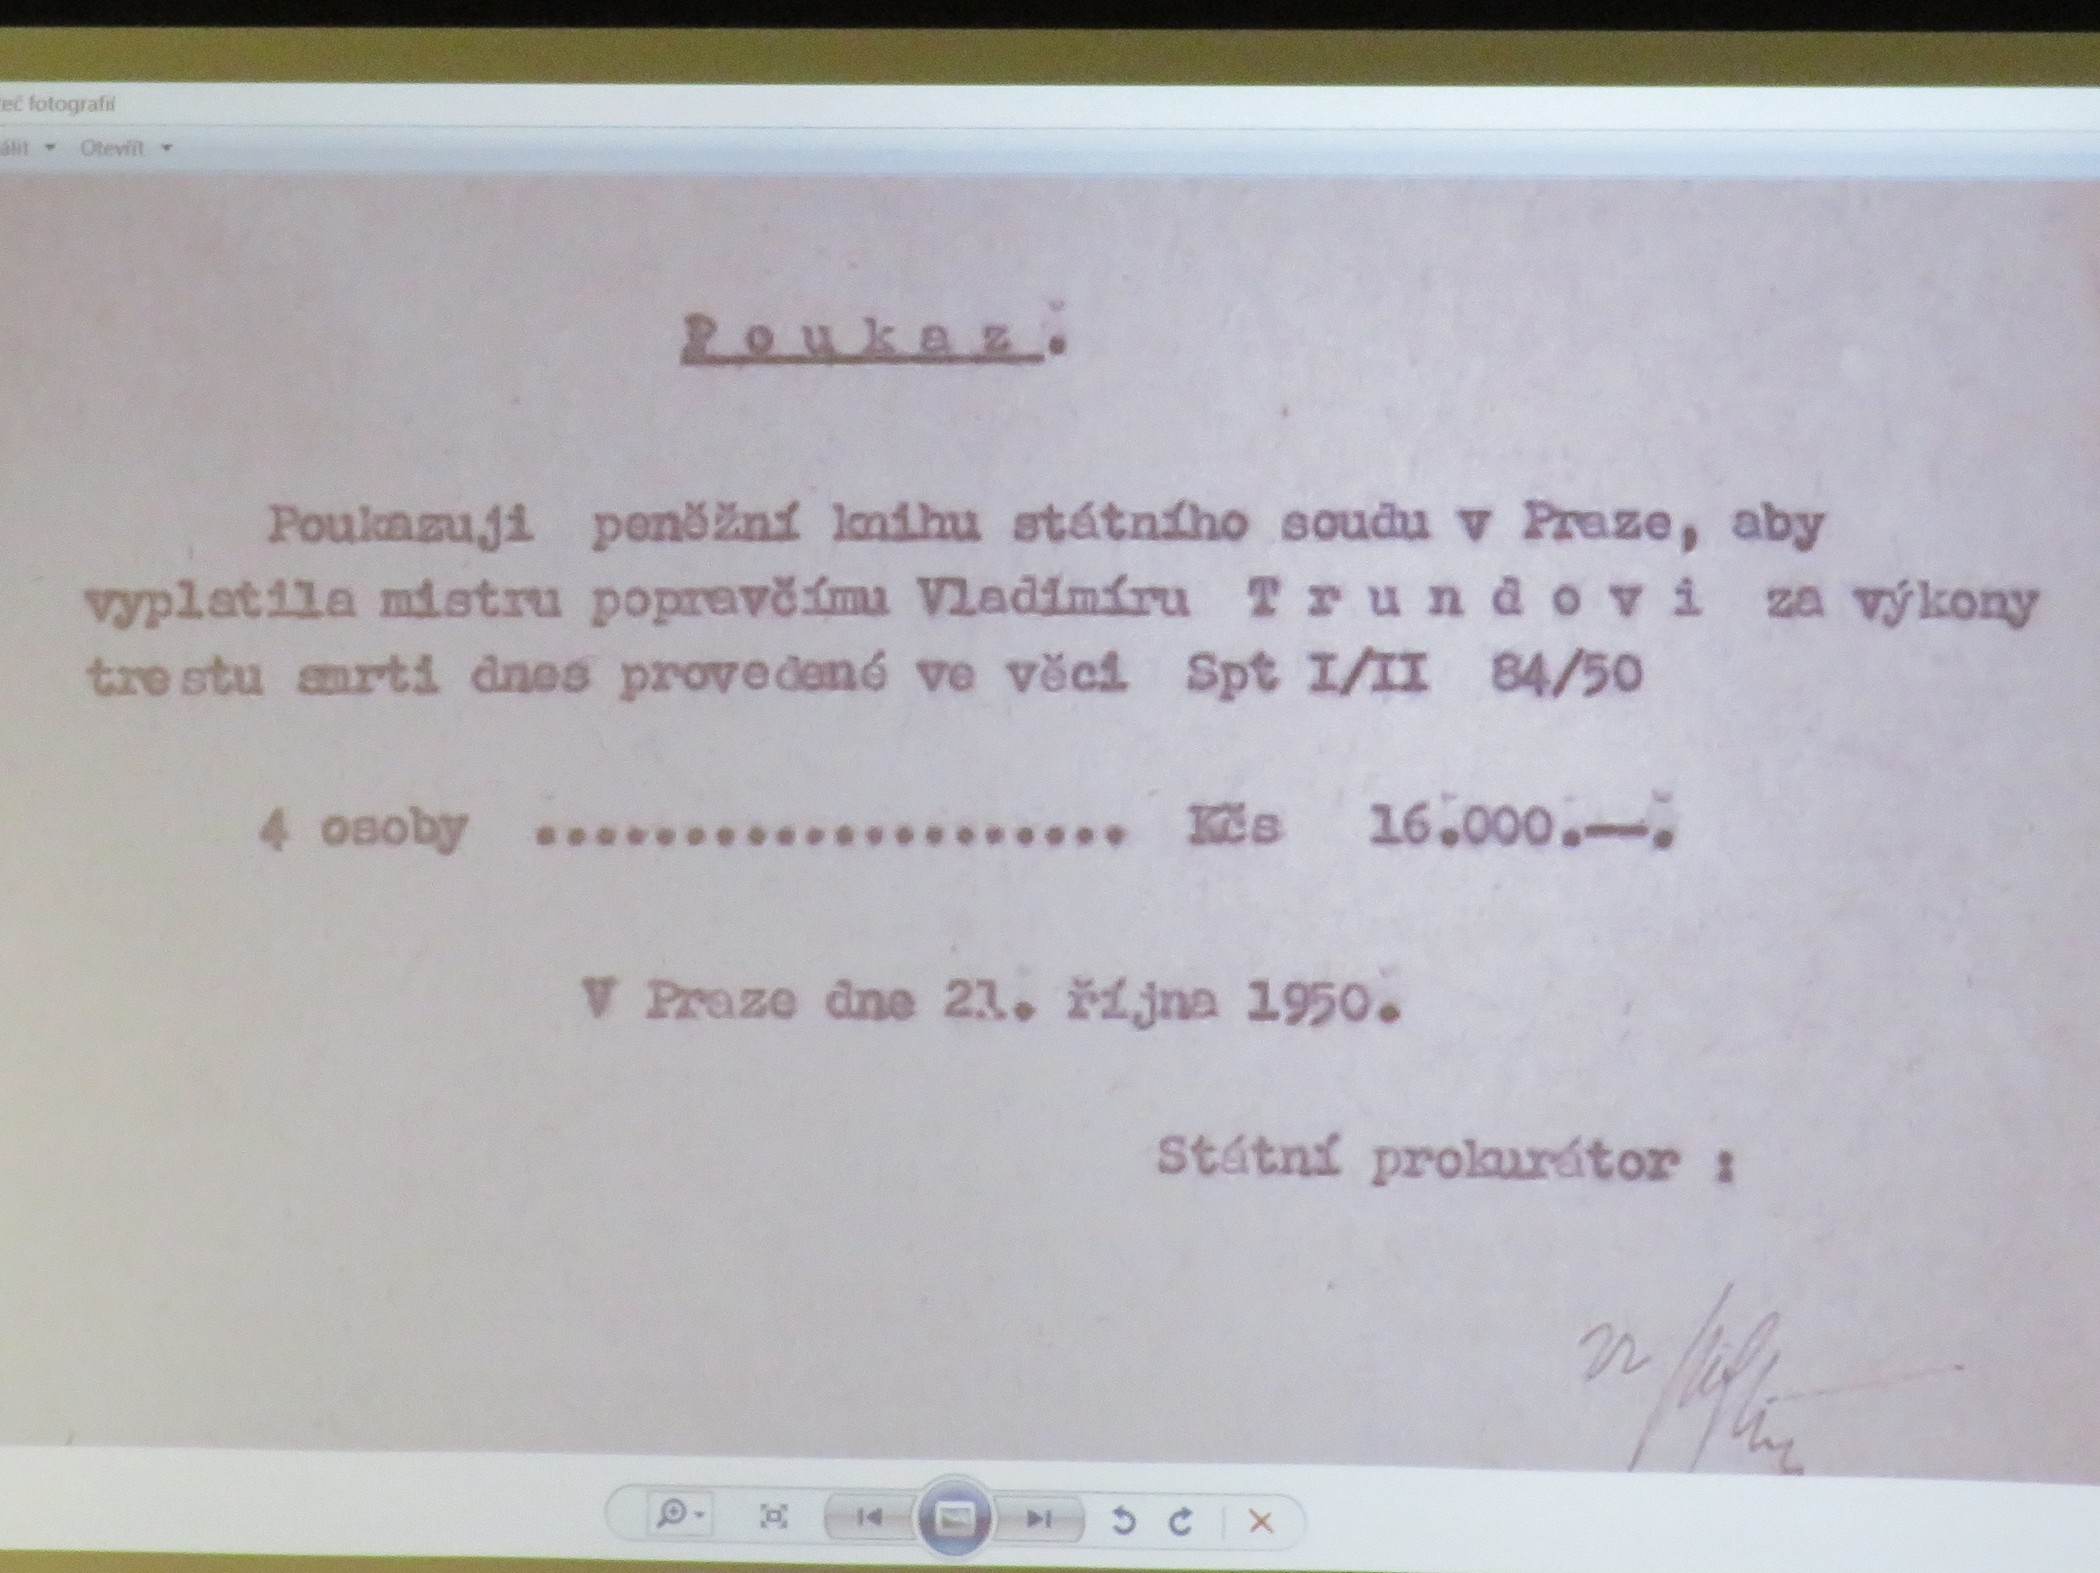 eč fotografií
álit Otevřít
Poukaz.
Poukazuji peněžní knihu státního soudu v Praze, aby
vyplatila mistru popravčímu Vladimíru Trundovi za výkony
trestu smrti dnes provedené ve věci Spt I/II 84/50
4 osoby .................... Kčs 16.000.—.
V Praze dne 21. října 1950.
Státní prokurátor :